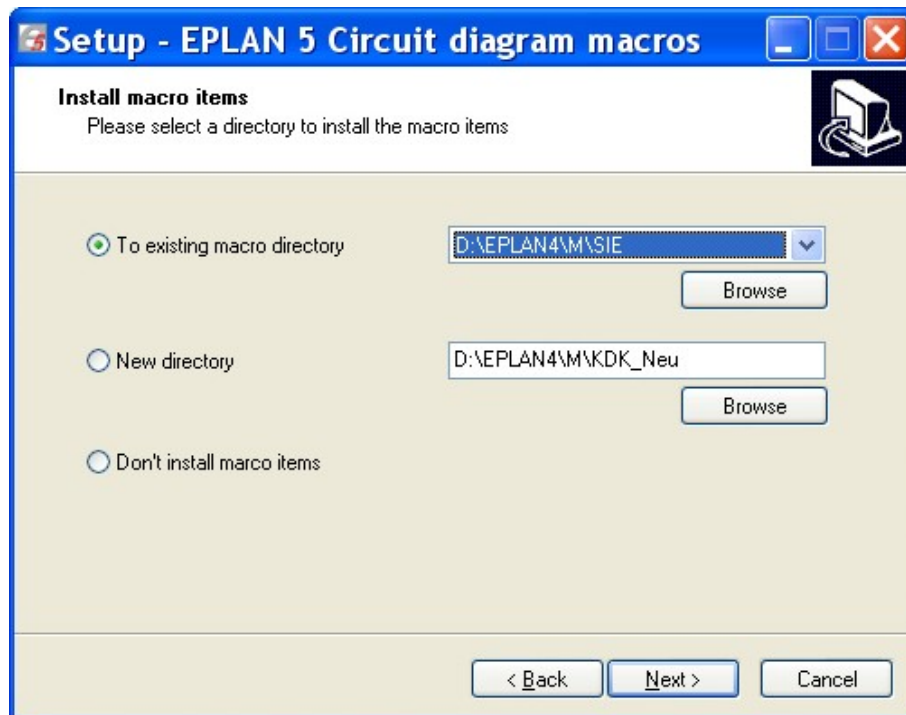 Setup - EPLAN 5 Circuit diagram macros
Install macro items
Please select a directory to install the macro items
To existing macro directory
D:\EPLAN4\M\SIE
Browse
New directory
D:\EPLAN4\M\KDK_Neu
Browse
Don't install marco items
< Back
Next >
Cancel